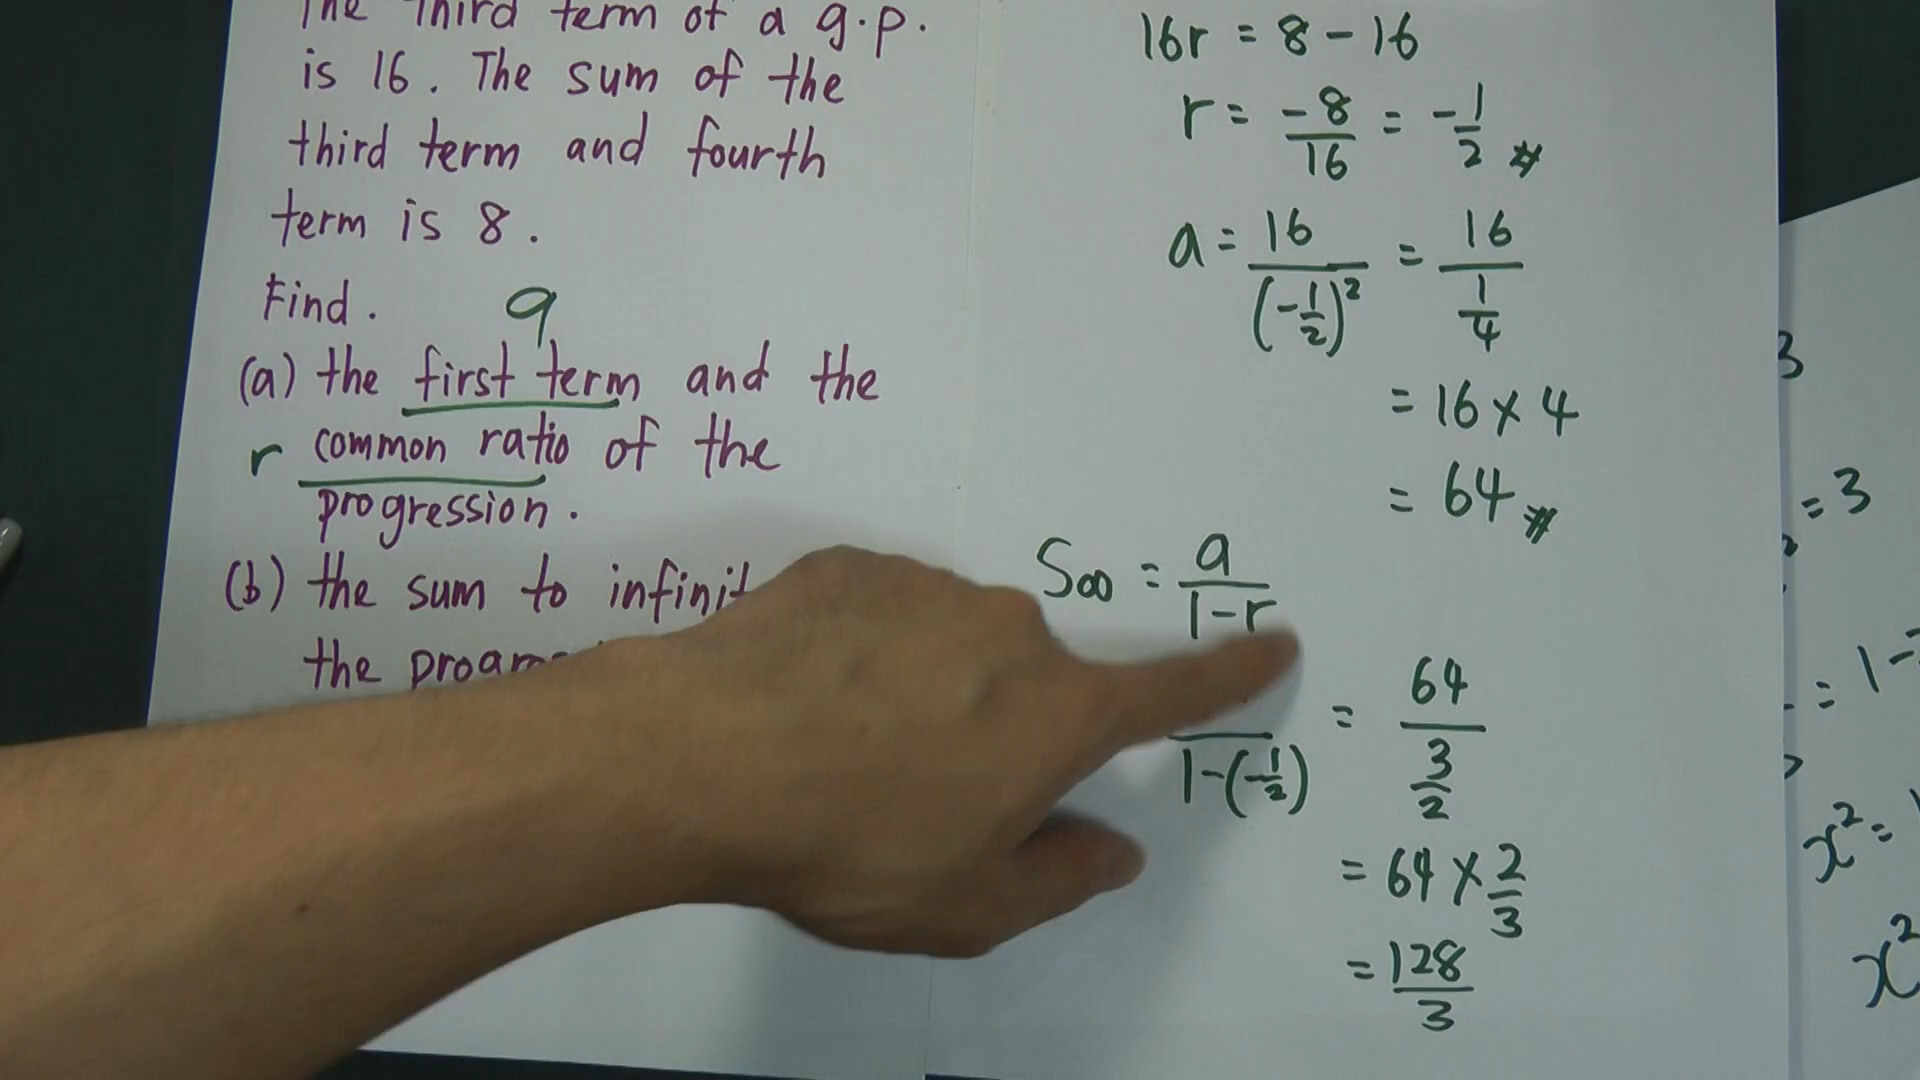 The third term of a g.p.
is 16. The sum of the
third term and fourth
term is 8.
Find.
a
(a) the first term and the
r common ratio of the
progression.
(b) the sum to
the
16r = 8 - 16
r = -8/16 = -1/2 #
a = 16/(-1/2)² = 16/(1/4)
= 16 × 4
= 64 #
S∞ = a/(1-r)
1-(-1/2) = 64/(3/2)
= 64 × 2/3
= 128/3
3
= 3
= 1 -
x² =
x²